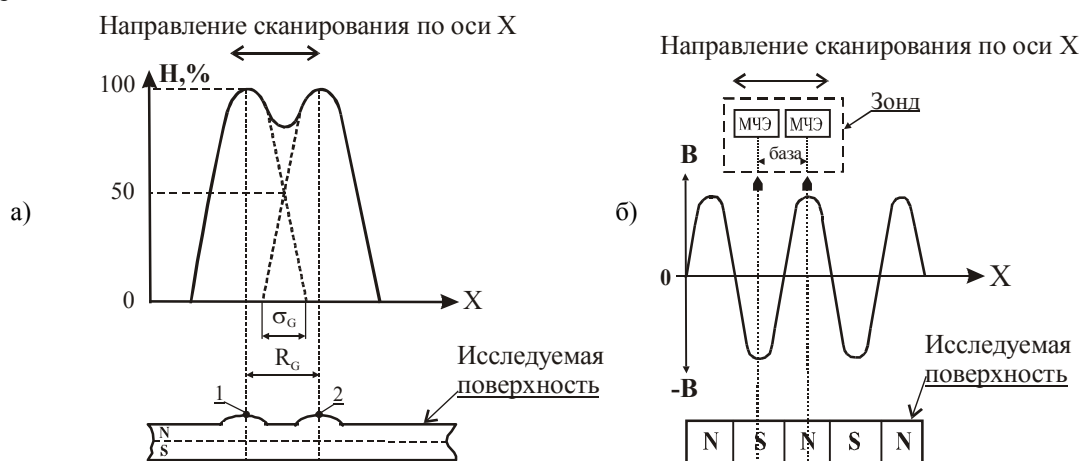 Направление сканирования по оси X
H,%
100
50
0
X
σG
RG
1
2
Исследуемая
поверхность
N
S
а)
Направление сканирования по оси X
Зонд
МЧЭ МЧЭ
база
B
0
X
-B
Исследуемая
поверхность
N S N S N
б)